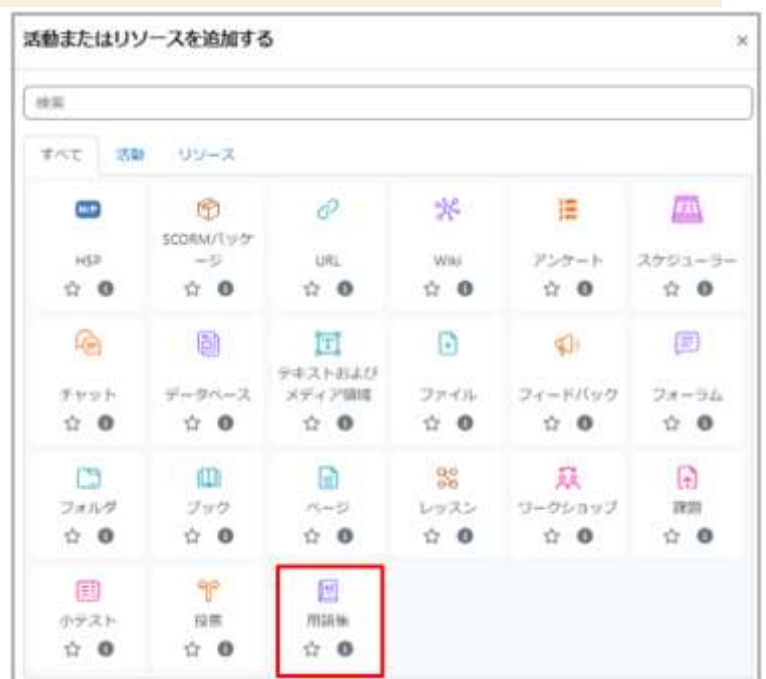 活動またはリソースを追加する ×
検索
すべて 活動 リソース
H5P
SCORMパッケ
ージ
URL
Wiki
アンケート
スケジューラー
チャット
データベース
テキストおよび
メディア領域
ファイル
フィードバック
フォーラム
フォルダ
ブック
ページ
レッスン
ワークショップ
課題
小テスト
投票
用語集